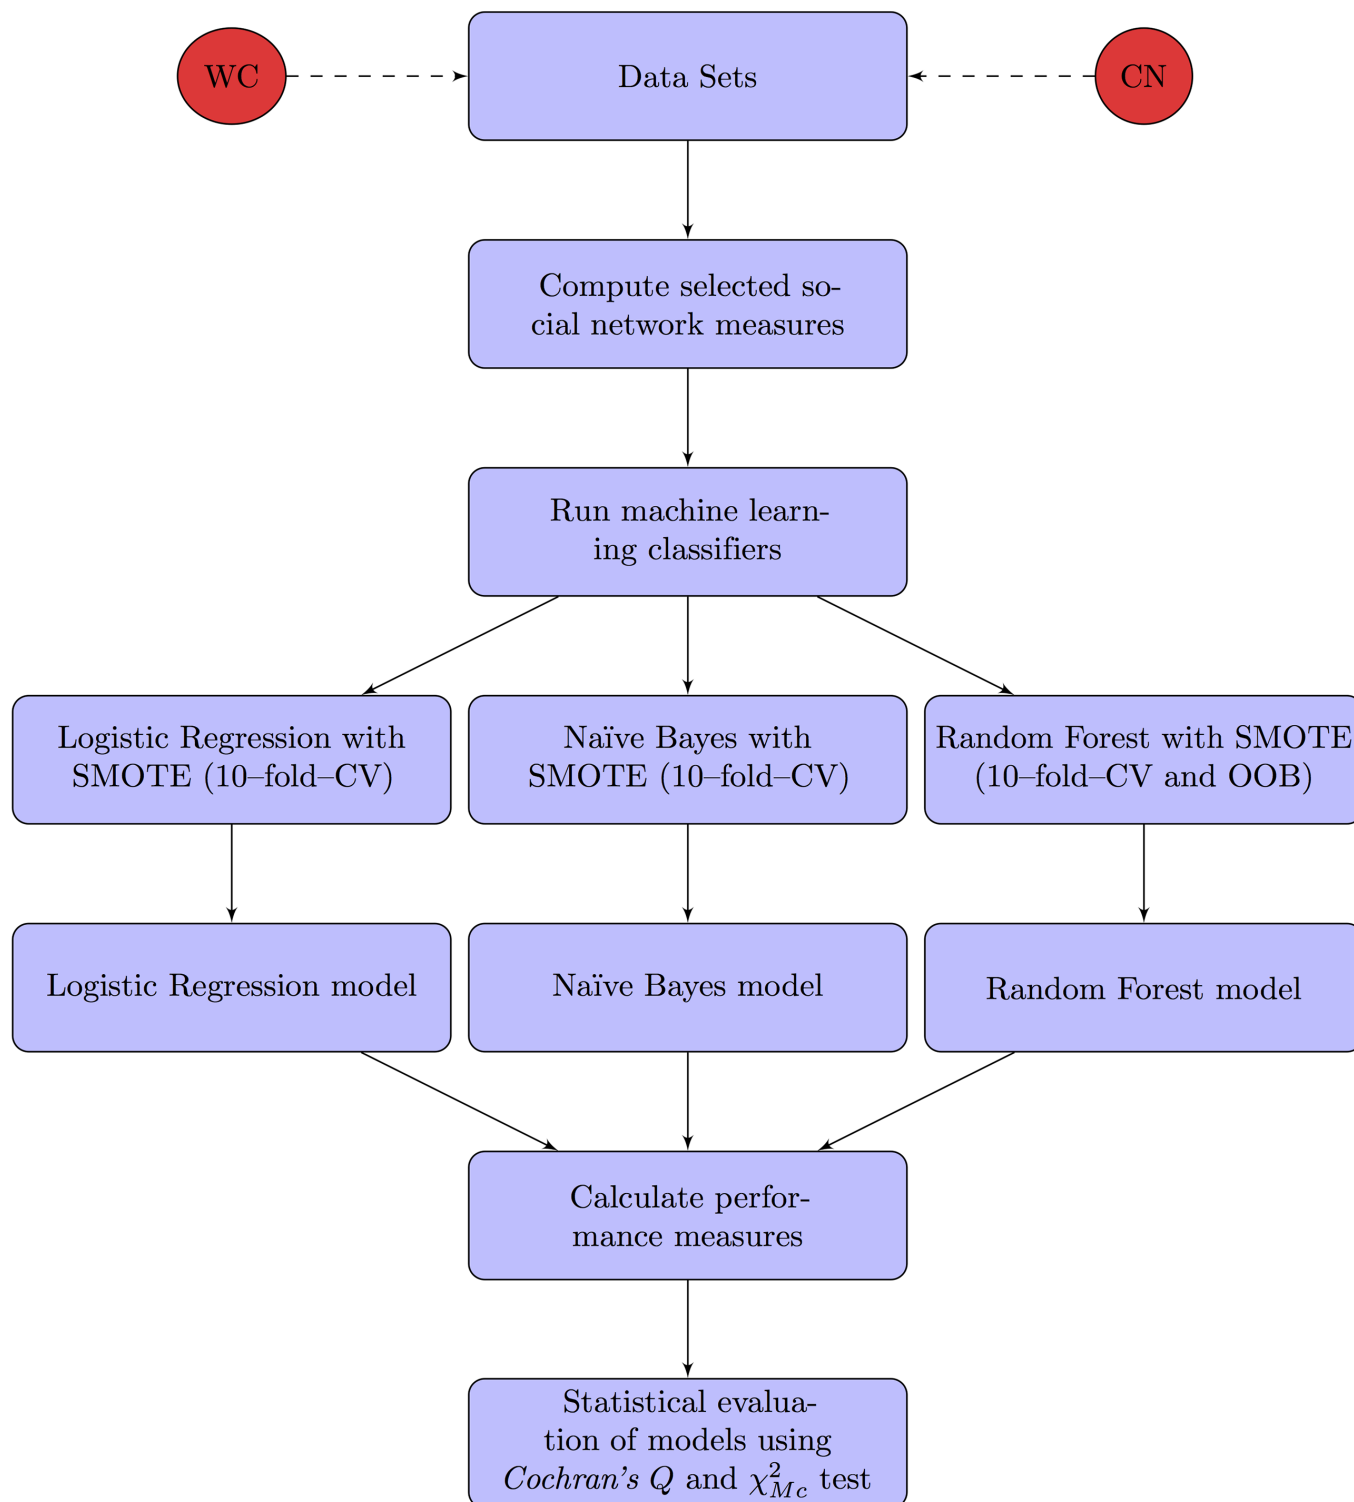 WC
Data Sets
CN
Compute selected so-
cial network measures
Run machine learn-
ing classifiers
Logistic Regression with
SMOTE (10–fold–CV)
Naïve Bayes with
SMOTE (10–fold–CV)
Random Forest with SMOTE
(10–fold–CV and OOB)
Logistic Regression model
Naïve Bayes model
Random Forest model
Calculate perfor-
mance measures
Statistical evalua-
tion of models using
Cochran's Q and χ²_Mc test